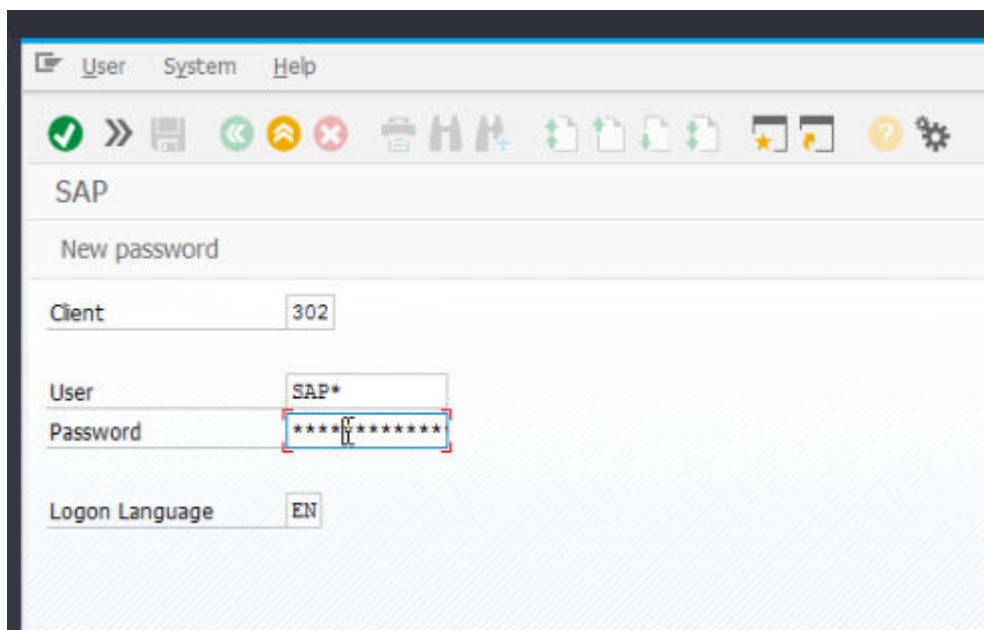 User System Help
SAP
New password
Client 302
User SAP*
Password ************
Logon Language EN